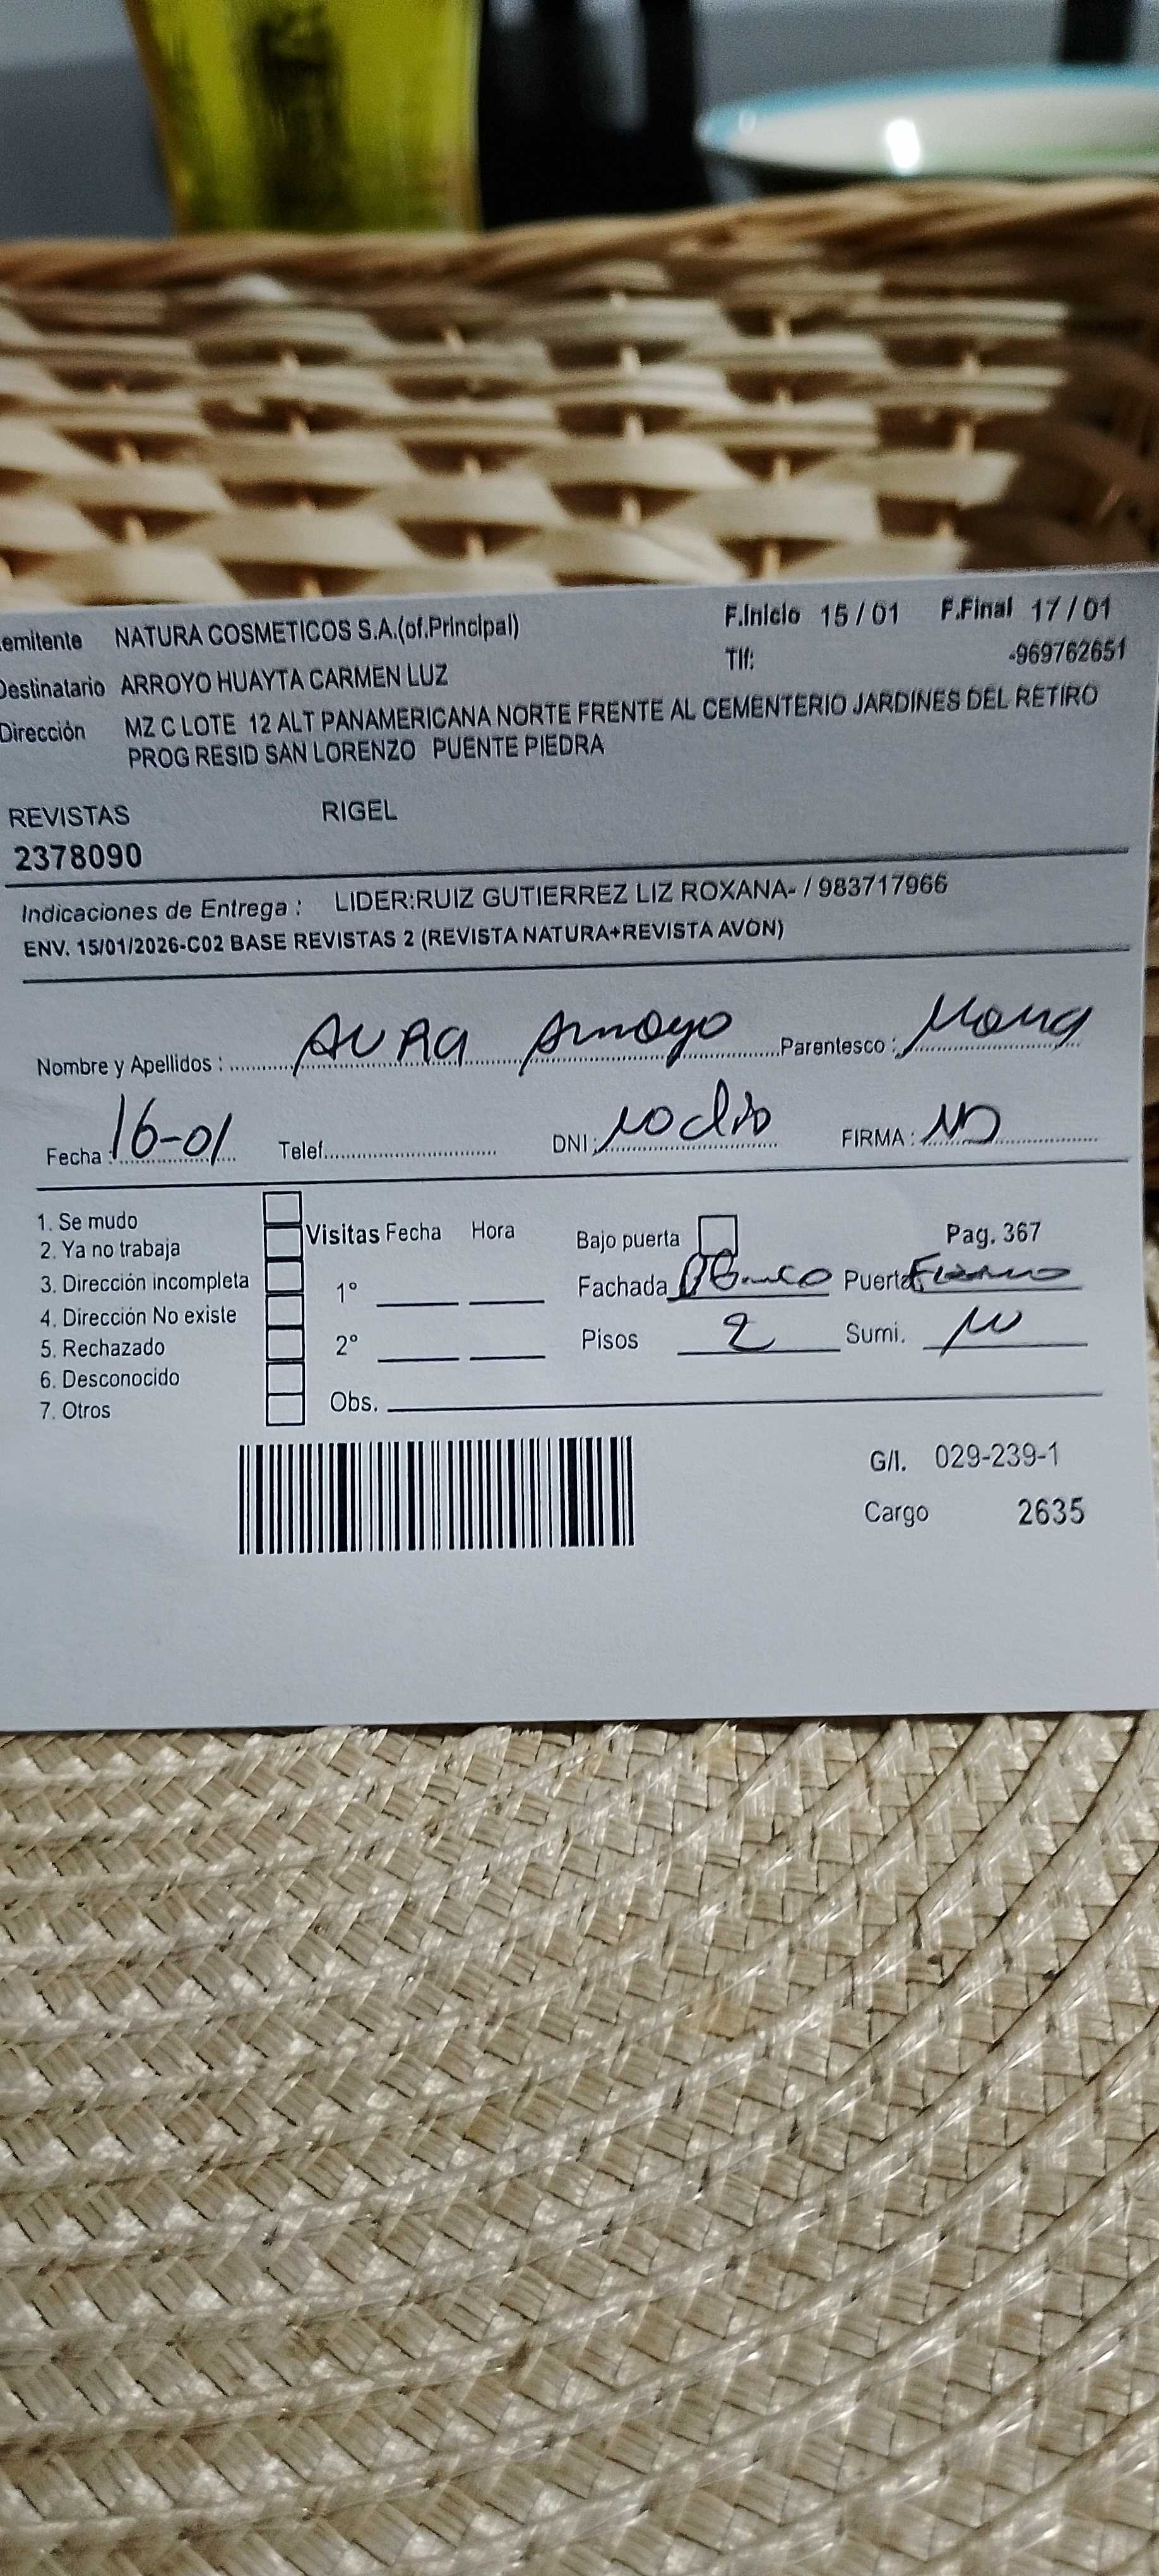 emitente NATURA COSMETICOS S.A.(of.Principal) F.Inicio 15/01 F.Final 17/01
Destinatario ARROYO HUAYTA CARMEN LUZ Tlf: -969762651
Dirección MZ C LOTE 12 ALT PANAMERICANA NORTE FRENTE AL CEMENTERIO JARDINES DEL RETIRO
PROG RESID SAN LORENZO PUENTE PIEDRA
REVISTAS RIGEL
2378090
Indicaciones de Entrega : LIDER:RUIZ GUTIERREZ LIZ ROXANA- / 983717966
ENV. 15/01/2026-C02 BASE REVISTAS 2 (REVISTA NATURA+REVISTA AVON)
Nombre y Apellidos : AURA Arroyo Parentesco :
Fecha : 16-01 Telef. DNI : no dio FIRMA :
1. Se mudo
2. Ya no trabaja Visitas Fecha Hora Bajo puerta Pag. 367
3. Dirección incompleta 1° Fachada Puerta
4. Dirección No existe
5. Rechazado 2° Pisos 2 Sumi.
6. Desconocido
7. Otros Obs.
G/I. 029-239-1
Cargo 2635